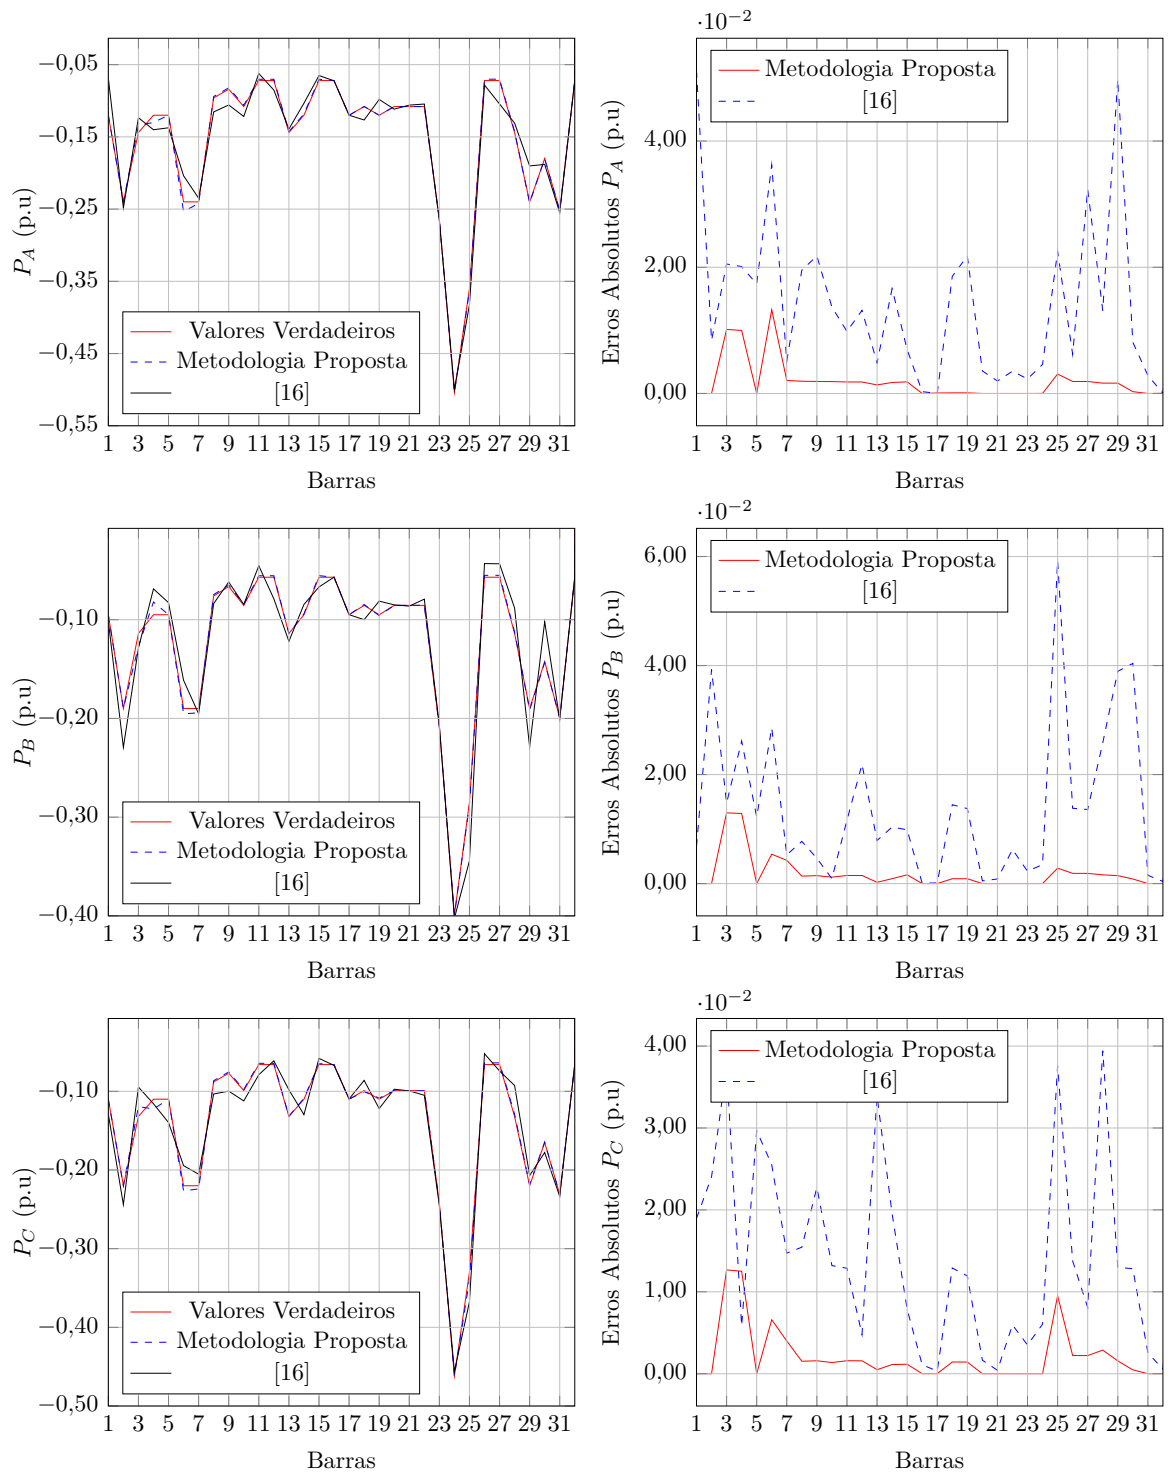 −0,05
−0,15
−0,25
−0,35
−0,45
−0,55
P_A (p.u)
Valores Verdadeiros
Metodologia Proposta
[16]
1 3 5 7 9 11 13 15 17 19 21 23 25 27 29 31
Barras
·10−2
4,00
2,00
0,00
Erros Absolutos P_A (p.u)
Metodologia Proposta
[16]
1 3 5 7 9 11 13 15 17 19 21 23 25 27 29 31
Barras
−0,10
−0,20
−0,30
−0,40
P_B (p.u)
Valores Verdadeiros
Metodologia Proposta
[16]
1 3 5 7 9 11 13 15 17 19 21 23 25 27 29 31
Barras
·10−2
6,00
4,00
2,00
0,00
Erros Absolutos P_B (p.u)
Metodologia Proposta
[16]
1 3 5 7 9 11 13 15 17 19 21 23 25 27 29 31
Barras
−0,10
−0,20
−0,30
−0,40
−0,50
P_C (p.u)
Valores Verdadeiros
Metodologia Proposta
[16]
1 3 5 7 9 11 13 15 17 19 21 23 25 27 29 31
Barras
·10−2
4,00
3,00
2,00
1,00
0,00
Erros Absolutos P_C (p.u)
Metodologia Proposta
[16]
1 3 5 7 9 11 13 15 17 19 21 23 25 27 29 31
Barras